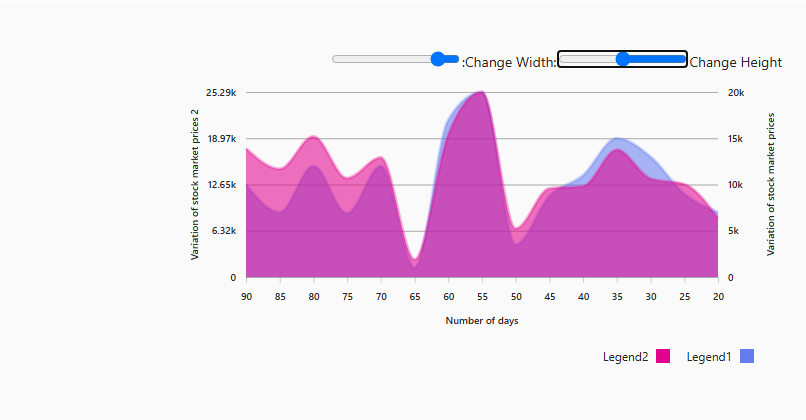 :Change Width:
Change Height
25.29k
18.97k
12.65k
6.32k
0
Variation of stock market prices 2
20k
15k
10k
5k
0
Variation of stock market prices
90 85 80 75 70 65 60 55 50 45 40 35 30 25 20
Number of days
Legend2 Legend1